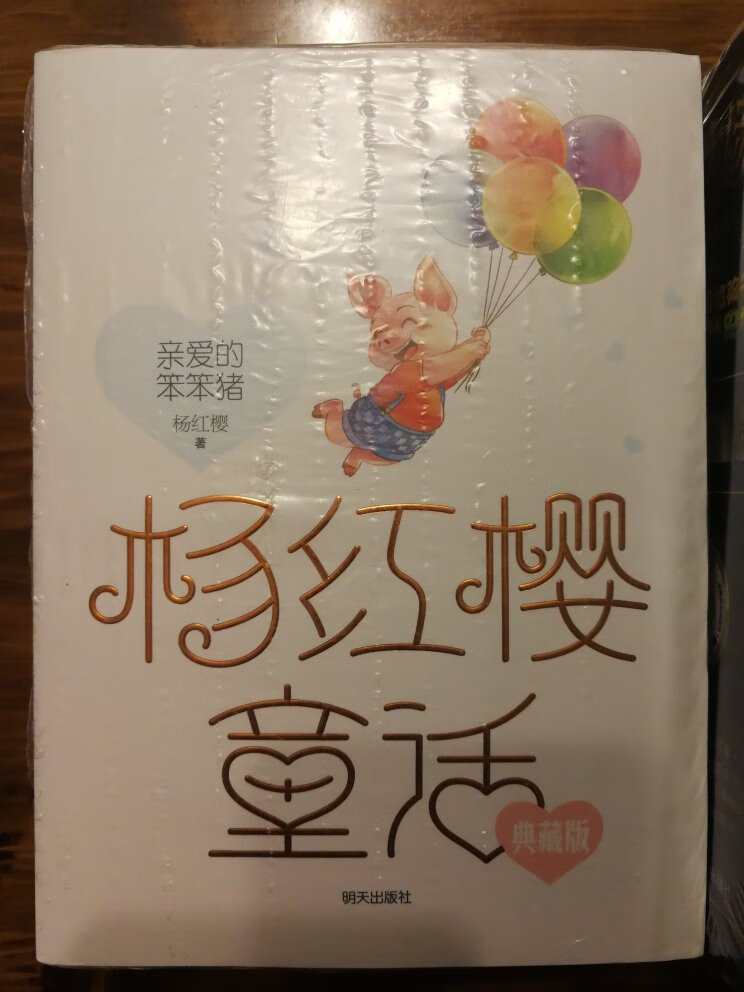 亲爱的
笨笨猪
杨红樱
著
杨红樱
童话
典藏版
明天出版社